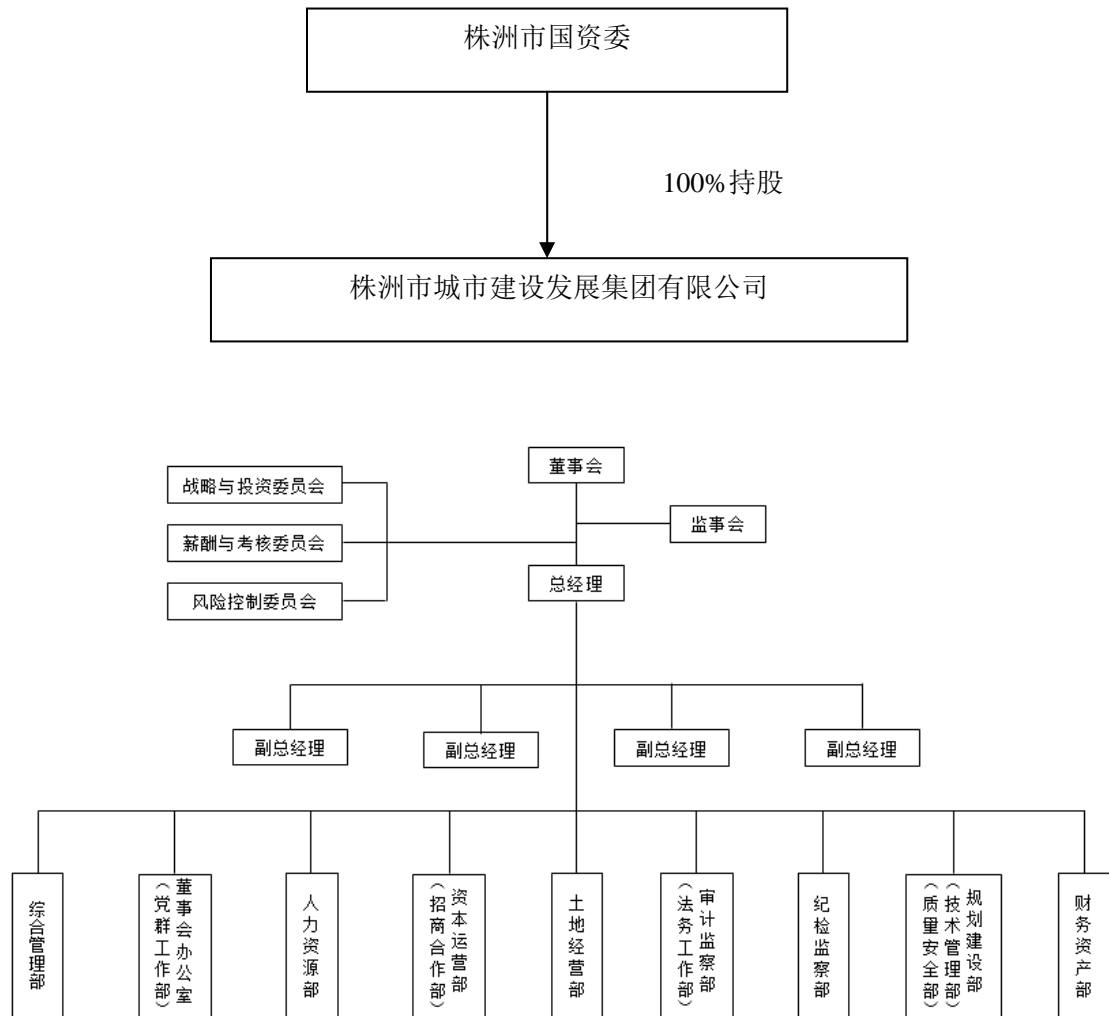 株洲市国资委
100%持股
株洲市城市建设发展集团有限公司
董事会
战略与投资委员会
监事会
薪酬与考核委员会
总经理
风险控制委员会
副总经理
副总经理
副总经理
副总经理
综合管理部
董事会办公室
（党群工作部）
人力资源部
资本运营部
（招商合作部）
土地经营部
审计监察部
（法务工作部）
纪检监察部
规划建设部
（技术管理部）
（质量安全部）
财务资产部